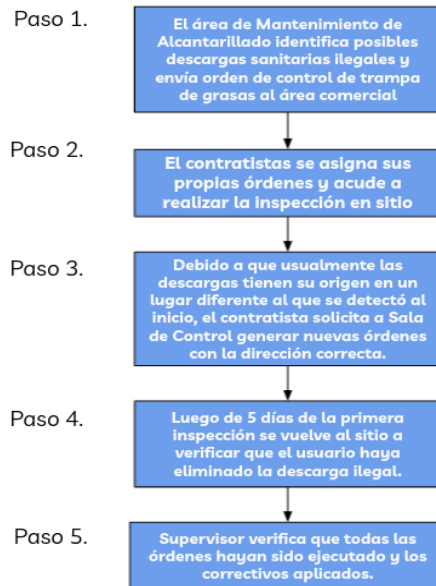 Paso 1.
El área de Mantenimiento de
Alcantarillado identifica posibles
descargas sanitarias ilegales y
envía orden de control de trampa
de grasas al área comercial
Paso 2.
El contratistas se asigna sus
propias órdenes y acude a
realizar la inspección en sitio
Paso 3.
Debido a que usualmente las
descargas tienen su origen en un
lugar diferente al que se detectó al
inicio, el contratista solicita a Sala
de Control generar nuevas órdenes
con la dirección correcta.
Paso 4.
Luego de 5 días de la primera
inspección se vuelve al sitio a
verificar que el usuario haya
eliminado la descarga ilegal.
Paso 5.
Supervisor verifica que todas las
órdenes hayan sido ejecutado y los
correctivos aplicados.